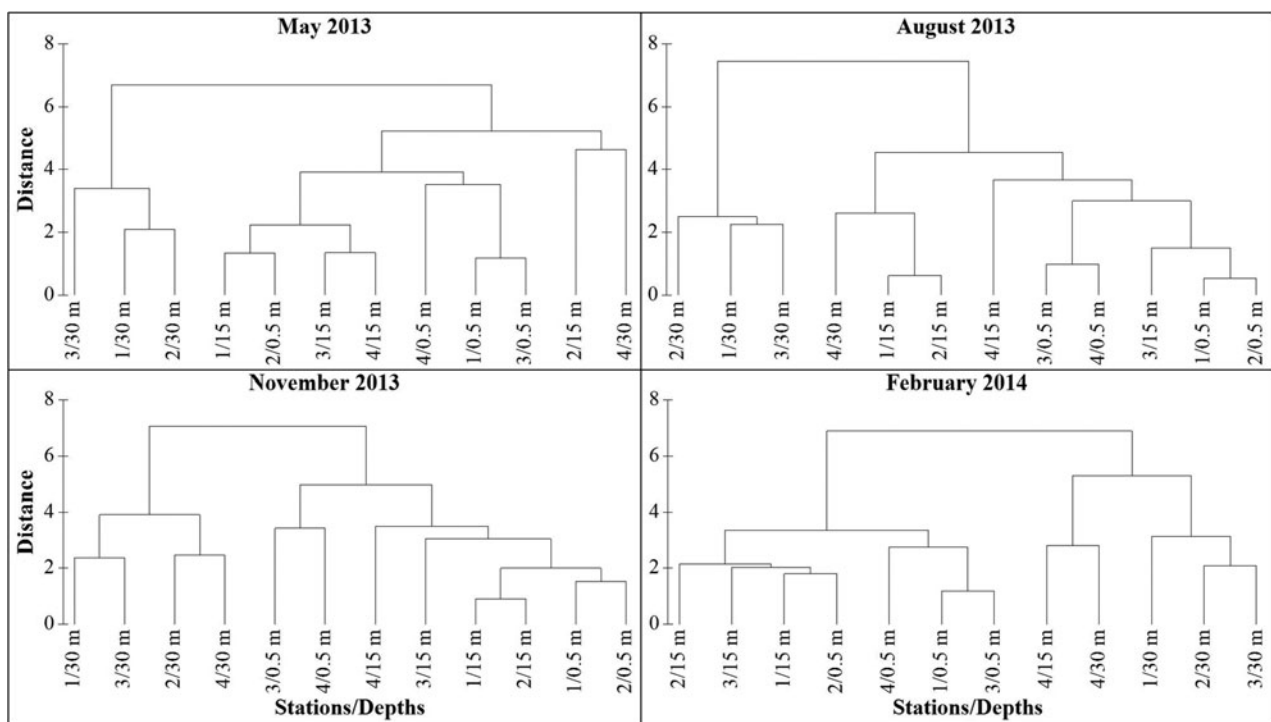 May 2013
8
6
4
2
0
Distance
3/30 m
1/30 m
2/30 m
1/15 m
2/0.5 m
3/15 m
4/15 m
4/0.5 m
1/0.5 m
3/0.5 m
2/15 m
4/30 m
August 2013
8
6
4
2
0
2/30 m
1/30 m
3/30 m
4/30 m
1/15 m
2/15 m
4/15 m
3/0.5 m
4/0.5 m
3/15 m
1/0.5 m
2/0.5 m
November 2013
8
6
4
2
0
Distance
1/30 m
3/30 m
2/30 m
4/30 m
3/0.5 m
4/0.5 m
4/15 m
3/15 m
1/15 m
2/15 m
1/0.5 m
2/0.5 m
Stations/Depths
February 2014
8
6
4
2
0
2/15 m
3/15 m
1/15 m
2/0.5 m
4/0.5 m
1/0.5 m
3/0.5 m
4/15 m
4/30 m
1/30 m
2/30 m
3/30 m
Stations/Depths